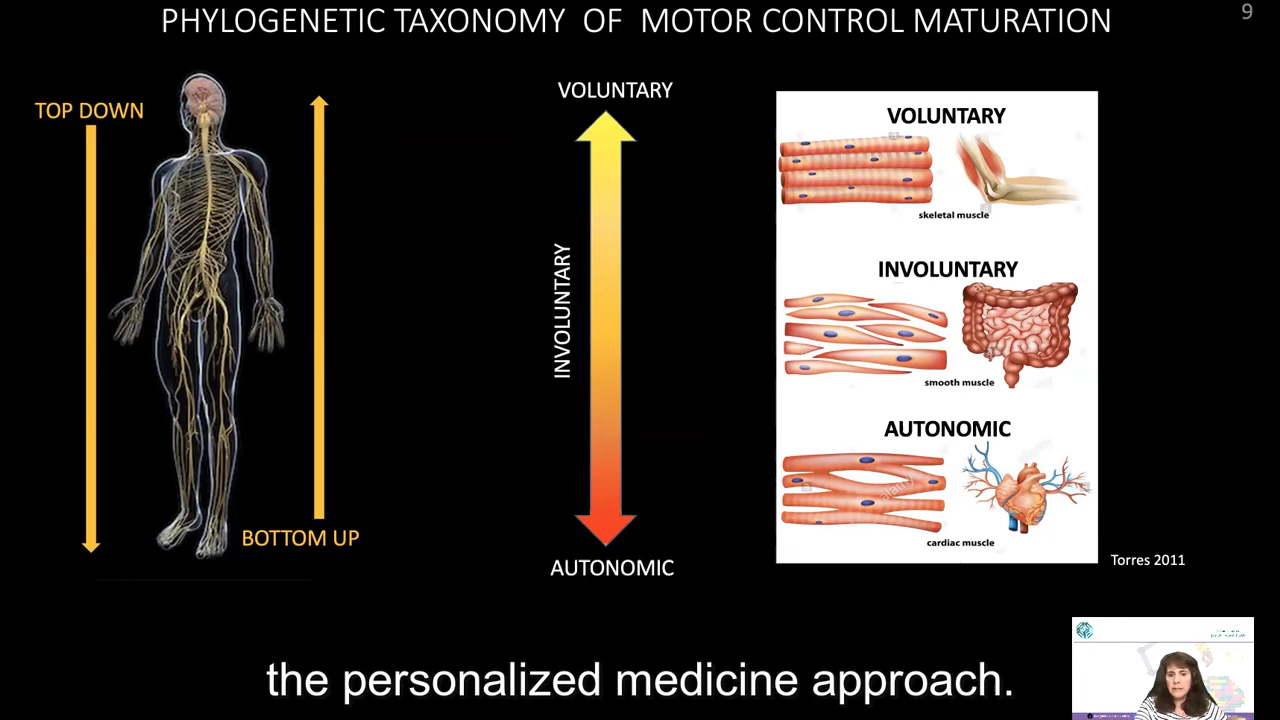 PHYLOGENETIC TAXONOMY OF MOTOR CONTROL MATURATION
9
TOP DOWN
BOTTOM UP
VOLUNTARY
INVOLUNTARY
AUTONOMIC
VOLUNTARY
skeletal muscle
INVOLUNTARY
smooth muscle
AUTONOMIC
cardiac muscle
Torres 2011
the personalized medicine approach.